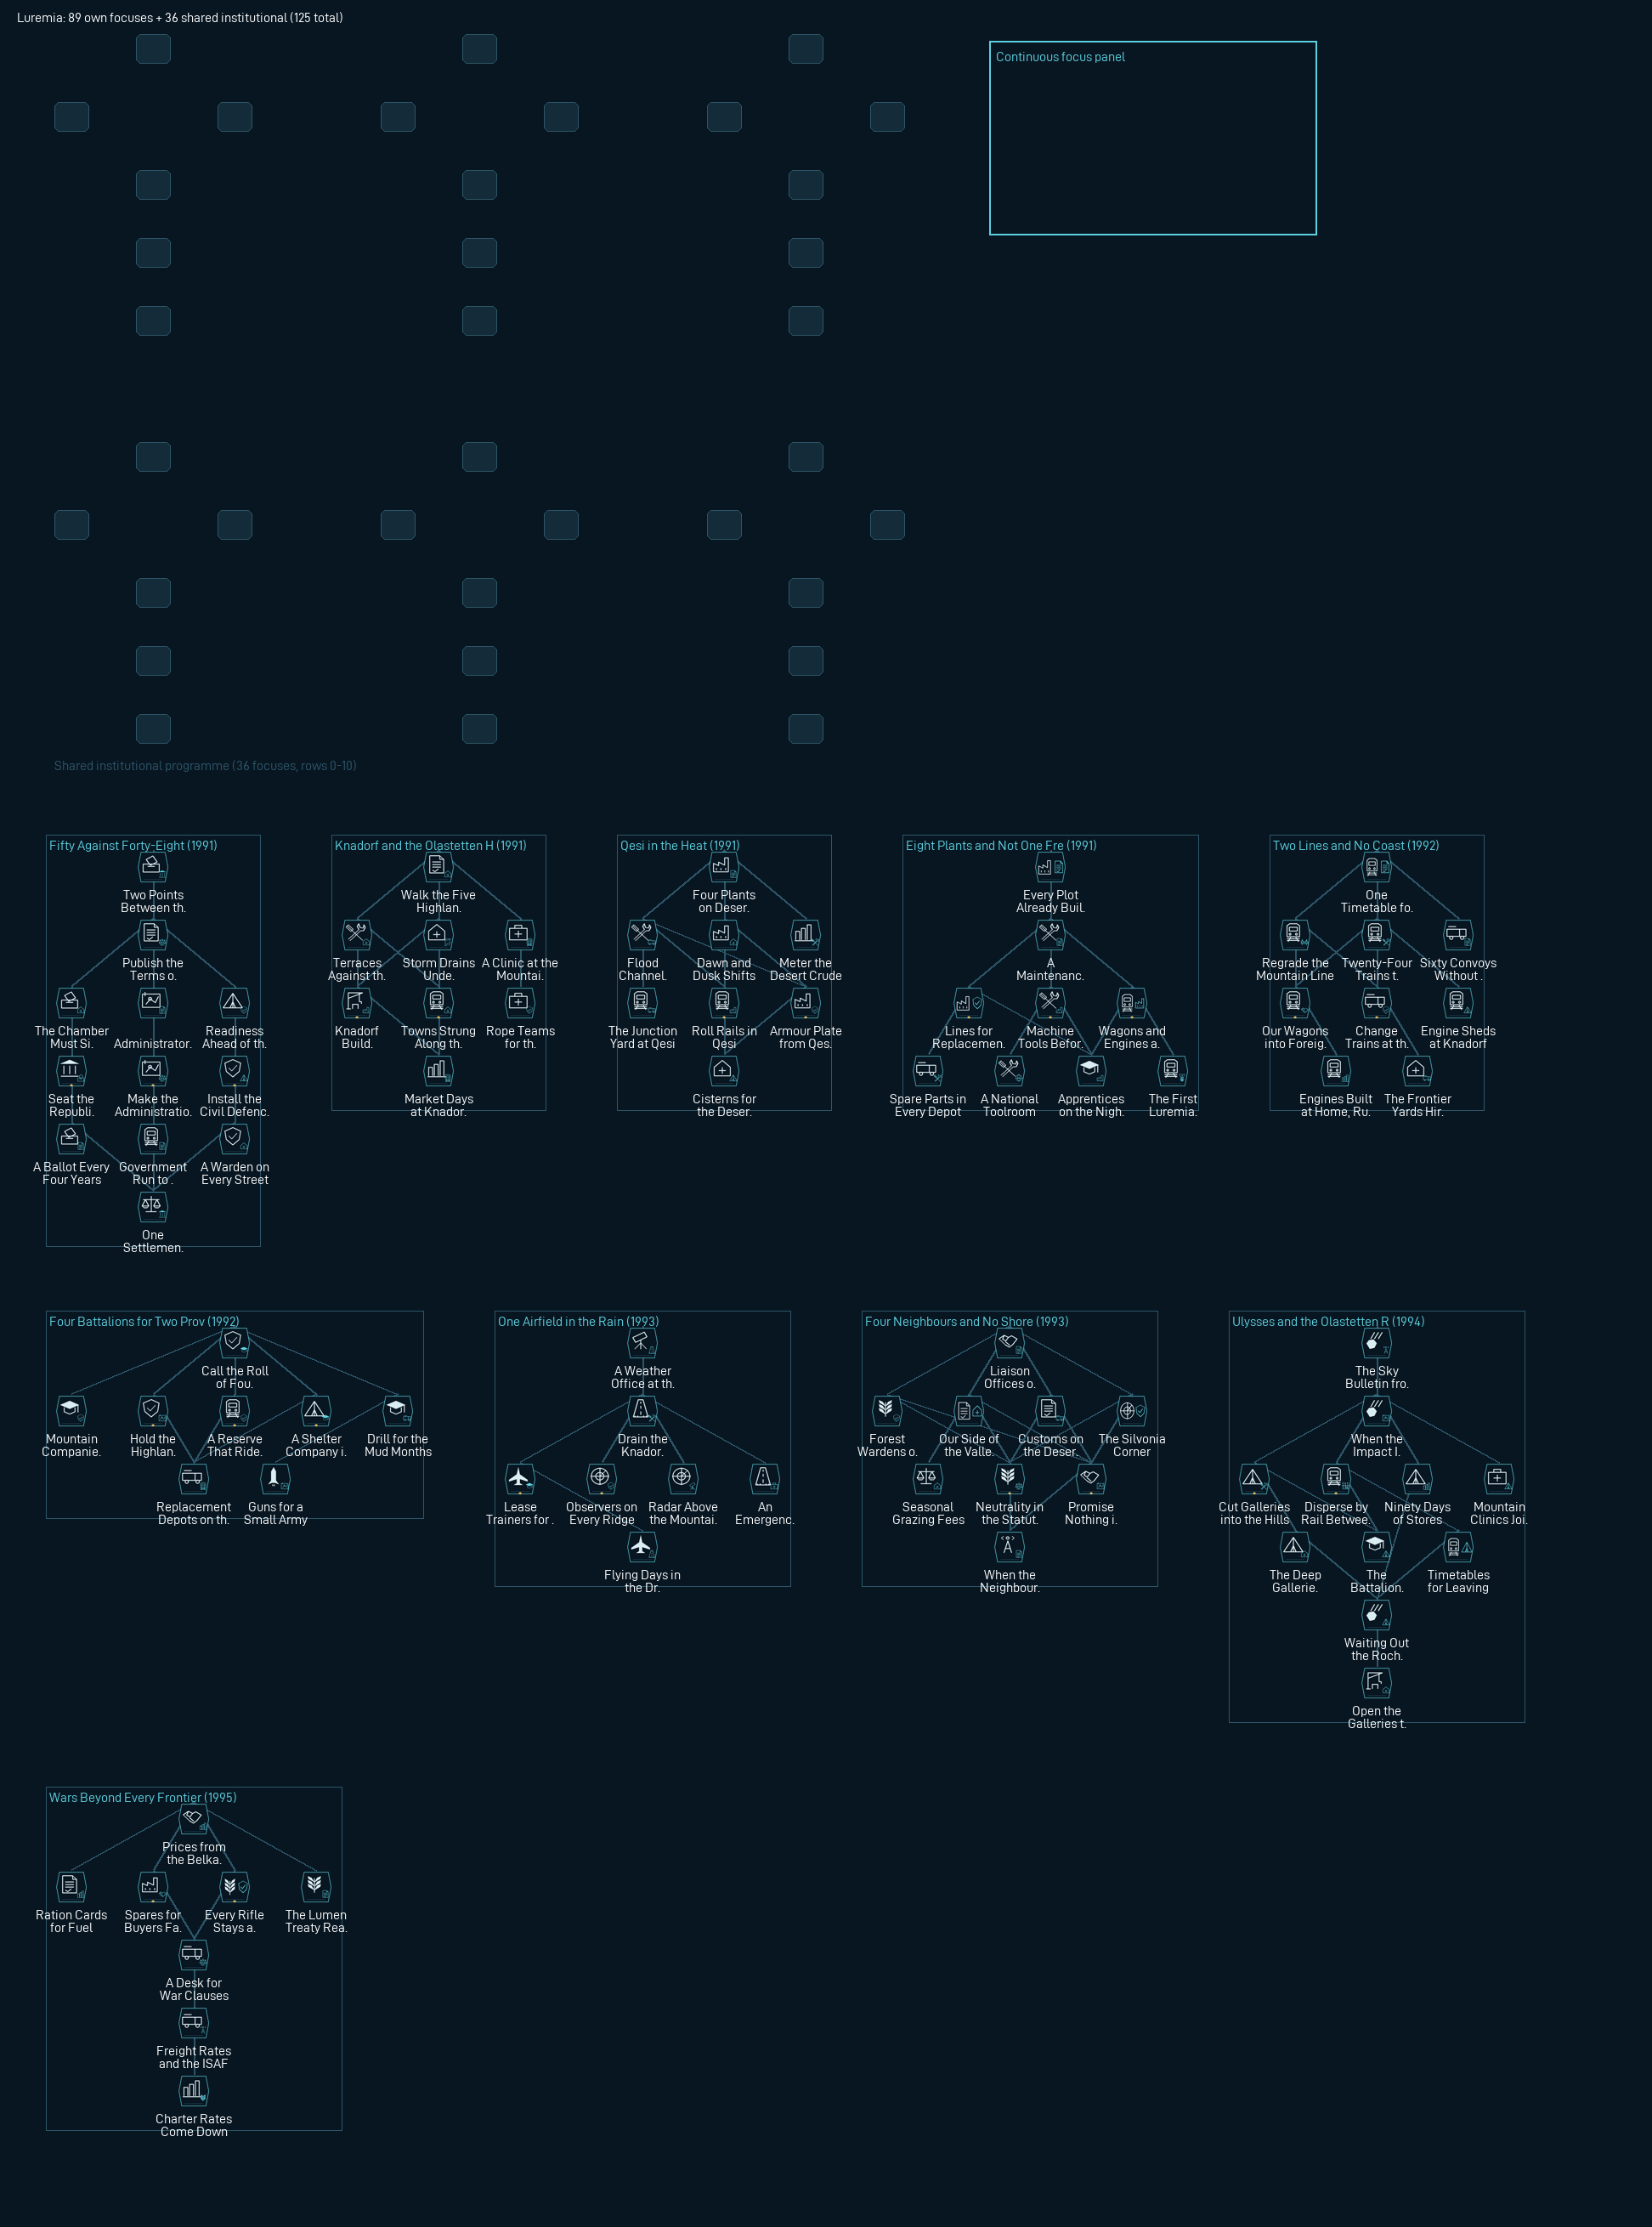 Luremia: 89 own focuses + 36 shared institutional (125 total)
Continuous focus panel
Shared institutional programme (36 focuses, rows 0-10)
Fifty Against Forty-Eight (1991)
Two Points
Between th.
Publish the
Terms o.
The Chamber
Must Si.
Administrator.
Readiness
Ahead of th.
Seat the
Republi.
Make the
Administratio.
Install the
Civil Defenc.
A Ballot Every
Four Years
Government
Run to .
A Warden on
Every Street
One
Settlemen.
Knadorf and the Olastetten H (1991)
Walk the Five
Highlan.
Terraces
Against th.
Storm Drains
Unde.
A Clinic at the
Mountai.
Knadorf
Build.
Towns Strung
Along th.
Rope Teams
for th.
Market Days
at Knador.
Qesi in the Heat (1991)
Four Plants
on Deser.
Flood
Channel.
Dawn and
Dusk Shifts
Meter the
Desert Crude
The Junction
Yard at Qesi
Roll Rails in
Qesi
Armour Plate
from Qes.
Cisterns for
the Deser.
Eight Plants and Not One Fre (1991)
Every Plot
Already Buil.
A
Maintenanc.
Lines for
Replacemen.
Machine
Tools Befor.
Wagons and
Engines a.
Spare Parts in
Every Depot
A National
Toolroom
Apprentices
on the Nigh.
The First
Luremia.
Two Lines and No Coast (1992)
One
Timetable fo.
Regrade the
Mountain Line
Twenty-Four
Trains t.
Sixty Convoys
Without .
Our Wagons
into Foreig.
Change
Trains at th.
Engine Sheds
at Knadorf
Engines Built
at Home, Ru.
The Frontier
Yards Hir.
Four Battalions for Two Prov (1992)
Call the Roll
of Fou.
Mountain
Companie.
Hold the
Highlan.
A Reserve
That Ride.
A Shelter
Company i.
Drill for the
Mud Months
Replacement
Depots on th.
Guns for a
Small Army
One Airfield in the Rain (1993)
A Weather
Office at th.
Drain the
Knador.
Lease
Trainers for .
Observers on
Every Ridge
Radar Above
the Mountai.
An
Emergenc.
Flying Days in
the Dr.
Four Neighbours and No Shore (1993)
Liaison
Offices o.
Forest
Wardens o.
Our Side of
the Valle.
Customs on
the Deser.
The Silvonia
Corner
Seasonal
Grazing Fees
Neutrality in
the Statut.
Promise
Nothing i.
When the
Neighbour.
Ulysses and the Olastetten R (1994)
The Sky
Bulletin fro.
When the
Impact I.
Cut Galleries
into the Hills
Disperse by
Rail Betwee.
Ninety Days
of Stores
Mountain
Clinics Joi.
The Deep
Gallerie.
The
Battalion.
Timetables
for Leaving
Waiting Out
the Roch.
Open the
Galleries t.
Wars Beyond Every Frontier (1995)
Prices from
the Belka.
Ration Cards
for Fuel
Spares for
Buyers Fa.
Every Rifle
Stays a.
The Lumen
Treaty Rea.
A Desk for
War Clauses
Freight Rates
and the ISAF
Charter Rates
Come Down